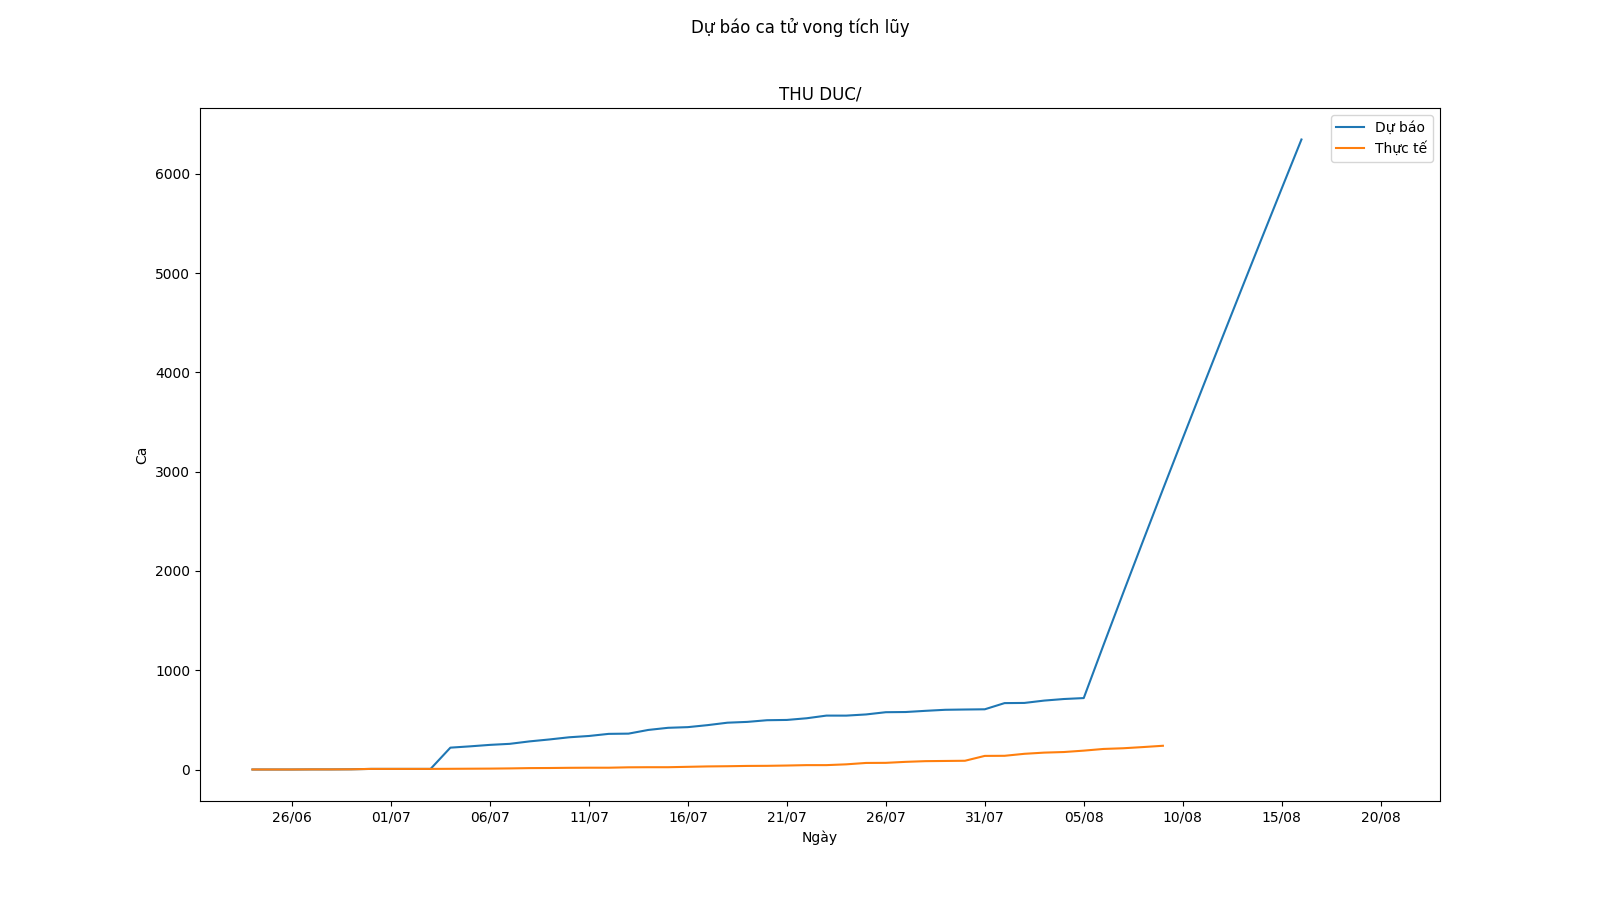 Dự báo ca tử vong tích lũy
THU DUC/
Dự báo
Thực tế
6000
5000
4000
3000
2000
1000
0
Ca
26/06 01/07 06/07 11/07 16/07 21/07 26/07 31/07 05/08 10/08 15/08 20/08
Ngày